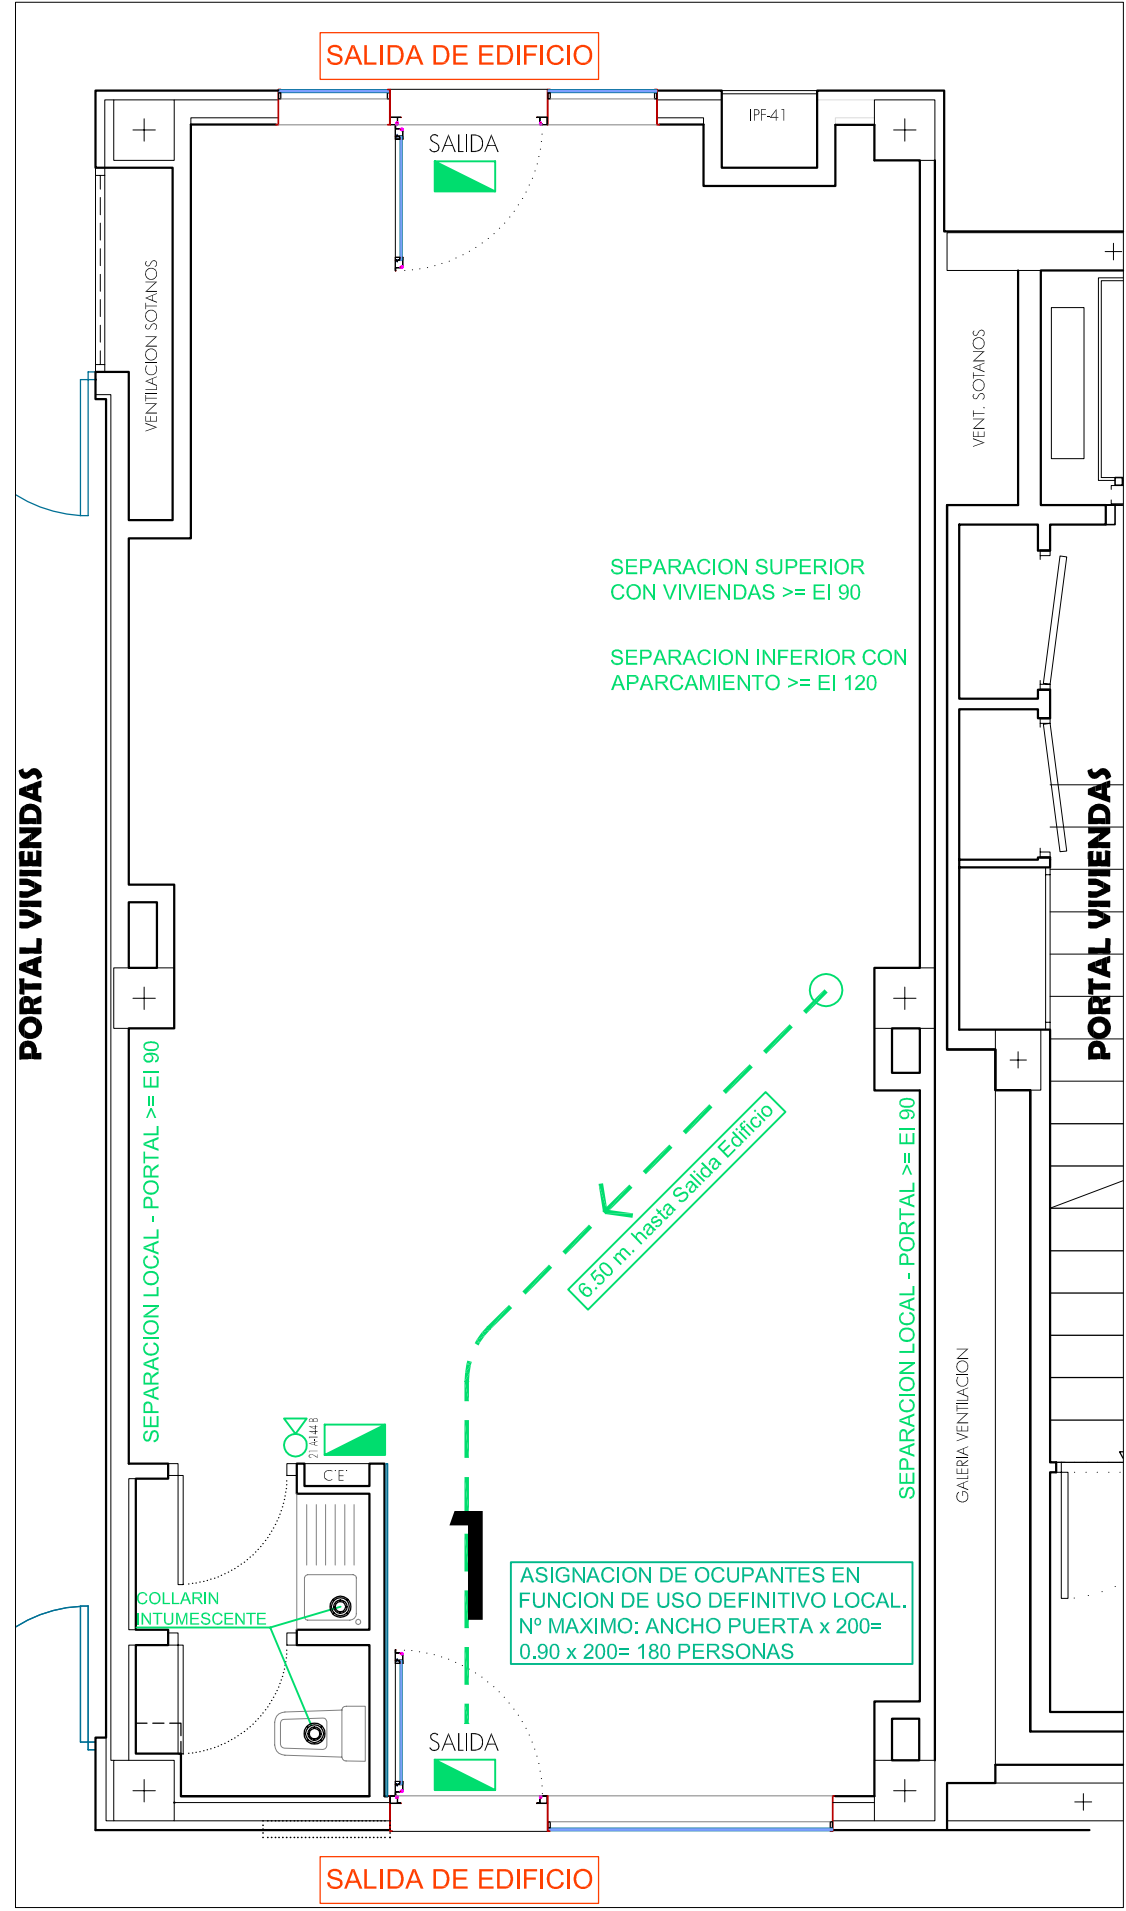 SALIDA DE EDIFICIO
IPF-41
SALIDA
VENTILACION SOTANOS
VENT. SOTANOS
SEPARACION SUPERIOR
CON VIVIENDAS >= EI 90
SEPARACION INFERIOR CON
APARCAMIENTO >= EI 120
PORTAL VIVIENDAS
PORTAL VIVIENDAS
SEPARACION LOCAL - PORTAL >= EI 90
6.50 m. hasta Salida Edificio
SEPARACION LOCAL - PORTAL >= EI 90
GALERIA VENTILACION
21 A-144 B
C'E'
1
COLLARIN
INTUMESCENTE
ASIGNACION DE OCUPANTES EN
FUNCION DE USO DEFINITIVO LOCAL.
Nº MAXIMO: ANCHO PUERTA x 200=
0.90 x 200= 180 PERSONAS
SALIDA
SALIDA DE EDIFICIO